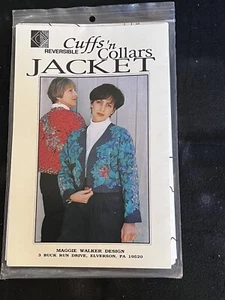 Cuffs 'n
REVERSIBLE
Collars
JACKET
MAGGIE WALKER DESIGN
3 BUCK RUN DRIVE, ELVERSON, PA 19520